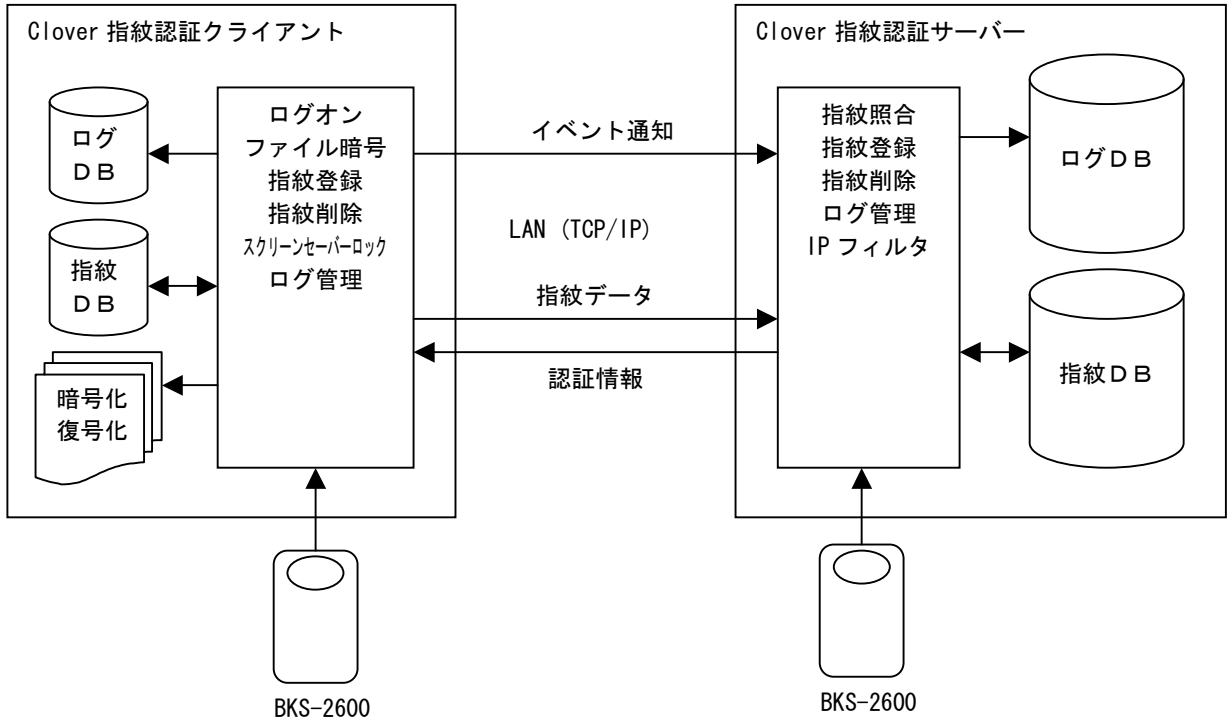 Clover 指紋認証クライアント
ログ
ＤＢ
指紋
ＤＢ
暗号化
復号化
ログオン
ファイル暗号
指紋登録
指紋削除
ｽｸﾘｰﾝｾｰﾊﾞｰﾛｯｸ
ログ管理
BKS-2600
イベント通知
LAN (TCP/IP)
指紋データ
認証情報
Clover 指紋認証サーバー
指紋照合
指紋登録
指紋削除
ログ管理
IP フィルタ
ログＤＢ
指紋ＤＢ
BKS-2600